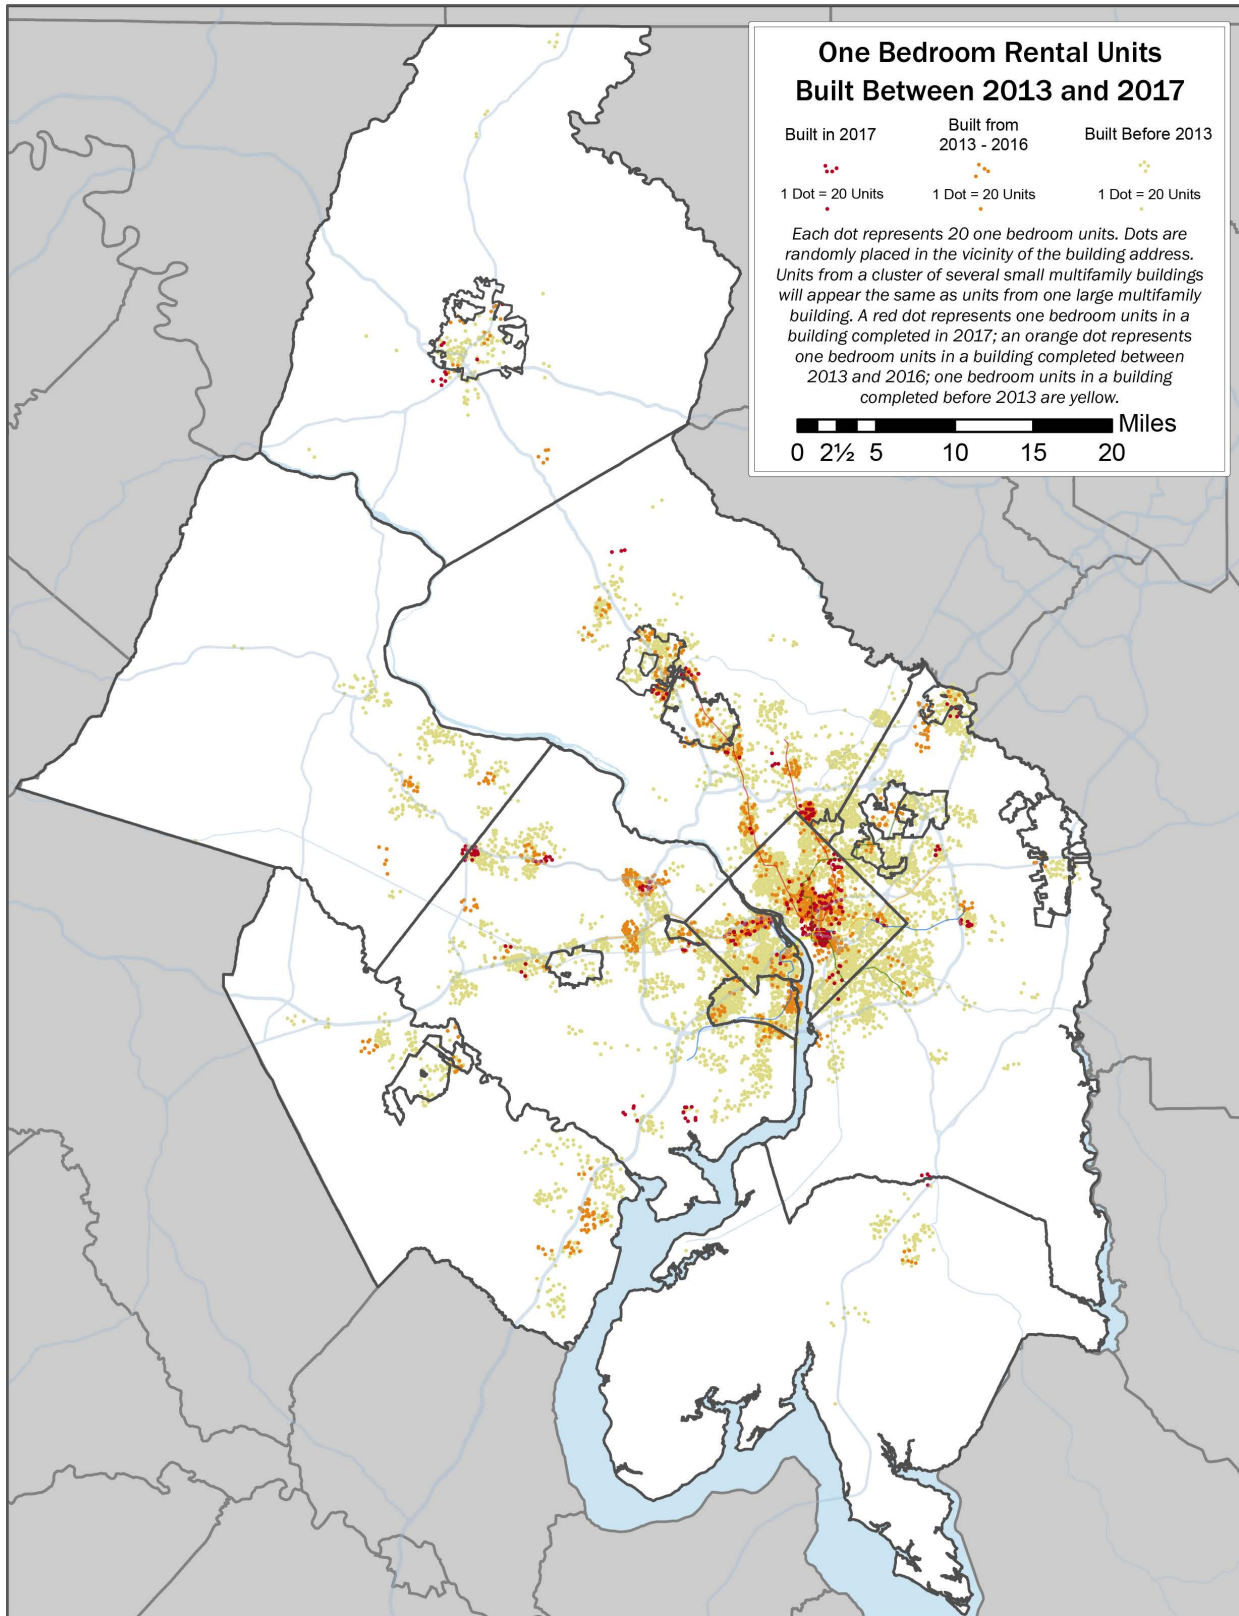 One Bedroom Rental Units
Built Between 2013 and 2017
Built in 2017
Built from
2013 - 2016
Built Before 2013
1 Dot = 20 Units
1 Dot = 20 Units
1 Dot = 20 Units
Each dot represents 20 one bedroom units. Dots are
randomly placed in the vicinity of the building address.
Units from a cluster of several small multifamily buildings
will appear the same as units from one large multifamily
building. A red dot represents one bedroom units in a
building completed in 2017; an orange dot represents
one bedroom units in a building completed between
2013 and 2016; one bedroom units in a building
completed before 2013 are yellow.
Miles
0 2½ 5 10 15 20